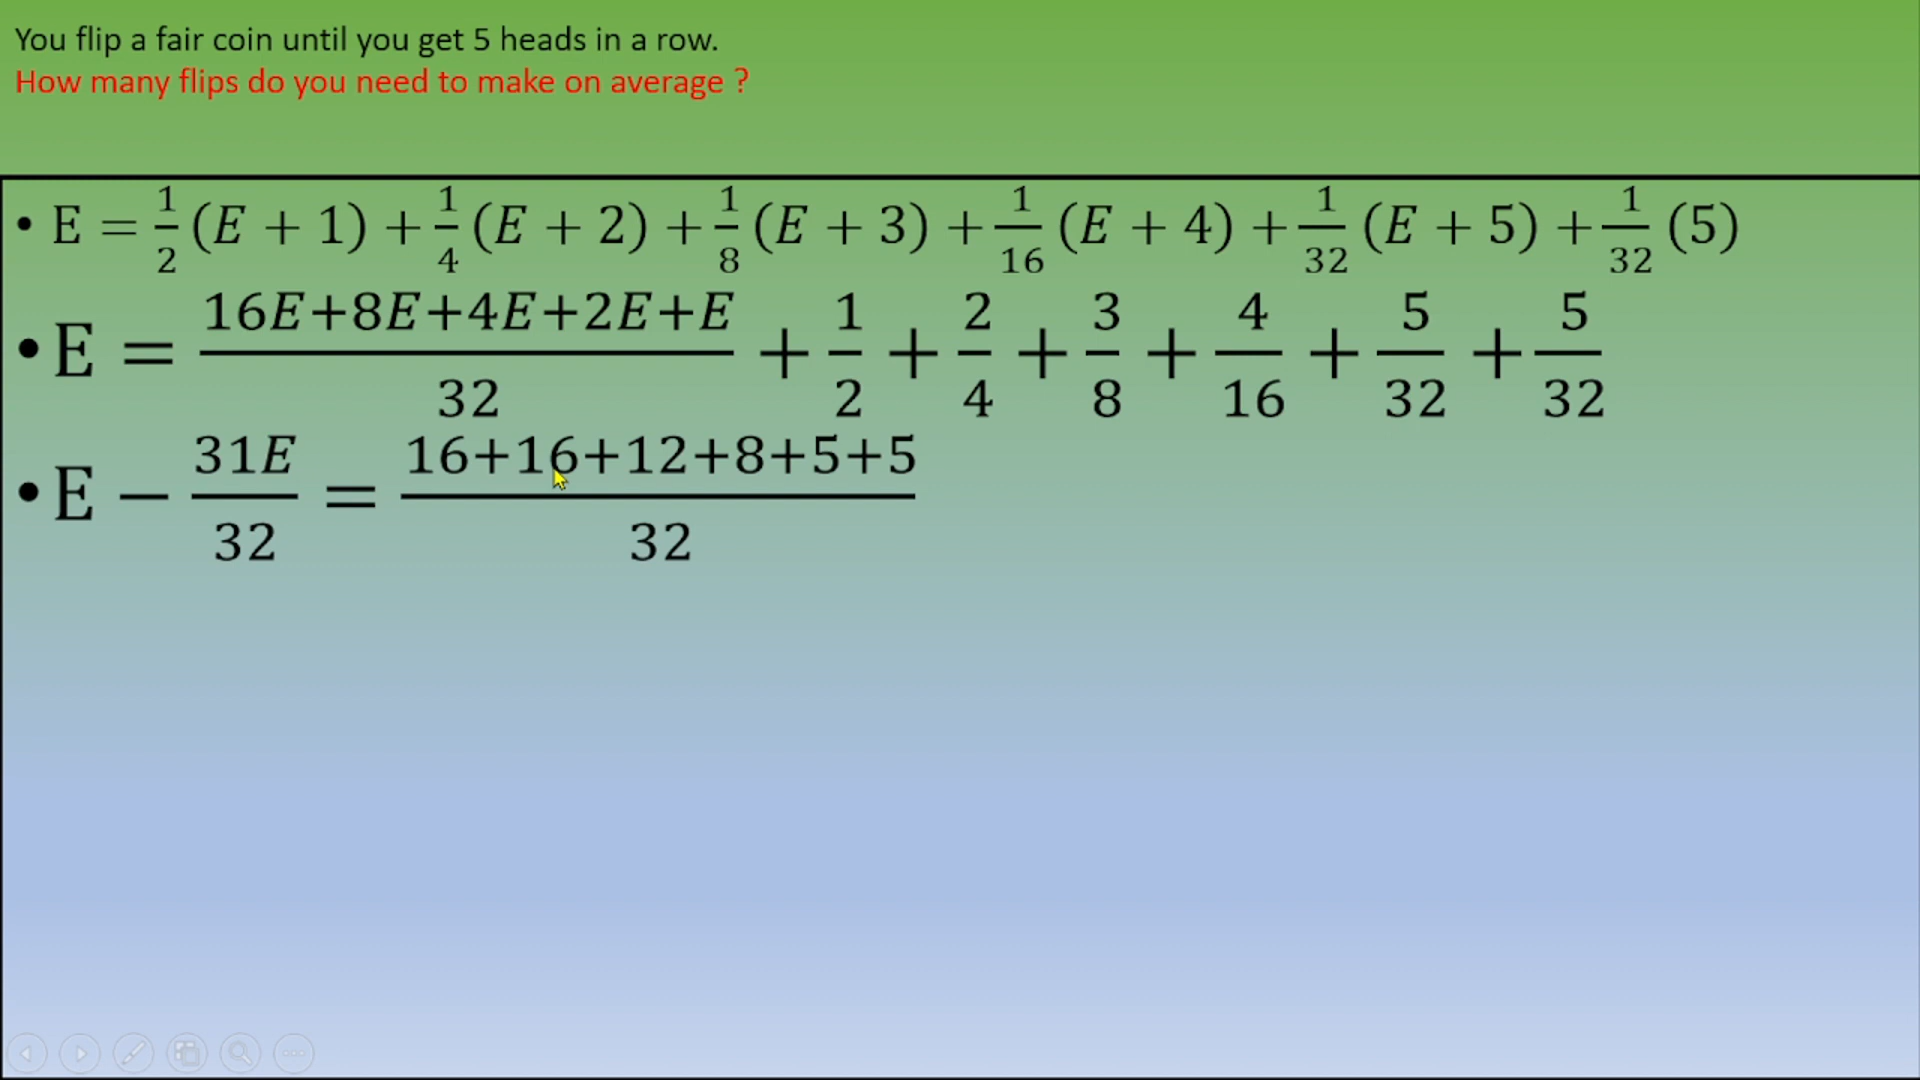 You flip a fair coin until you get 5 heads in a row.
How many flips do you need to make on average ?
• E = 1/2 (E + 1) + 1/4 (E + 2) + 1/8 (E + 3) + 1/16 (E + 4) + 1/32 (E + 5) + 1/32 (5)
• E = 16E+8E+4E+2E+E/32 + 1/2 + 2/4 + 3/8 + 4/16 + 5/32 + 5/32
• E − 31E/32 = 16+16+12+8+5+5/32